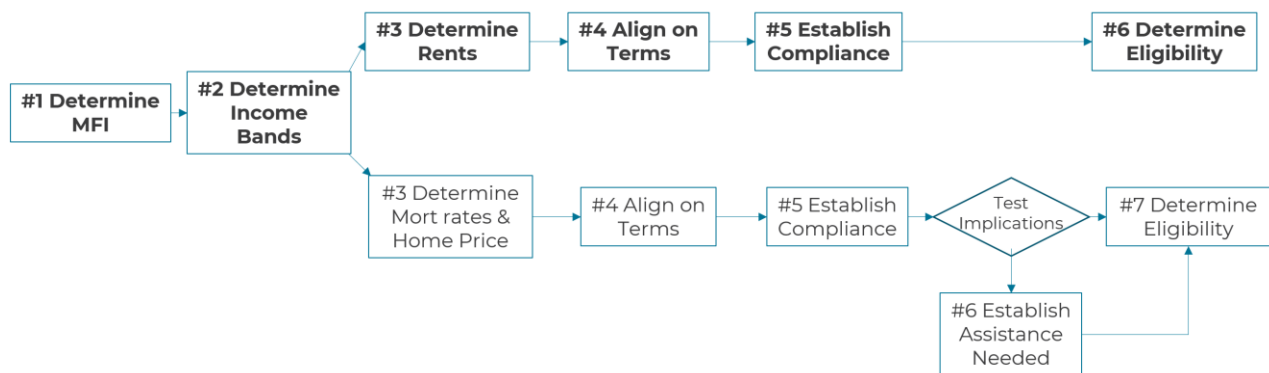 #1 Determine
MFI
#2 Determine
Income
Bands
#3 Determine
Rents
#4 Align on
Terms
#5 Establish
Compliance
#6 Determine
Eligibility
#3 Determine
Mort rates &
Home Price
#4 Align on
Terms
#5 Establish
Compliance
Test
Implications
#7 Determine
Eligibility
#6 Establish
Assistance
Needed